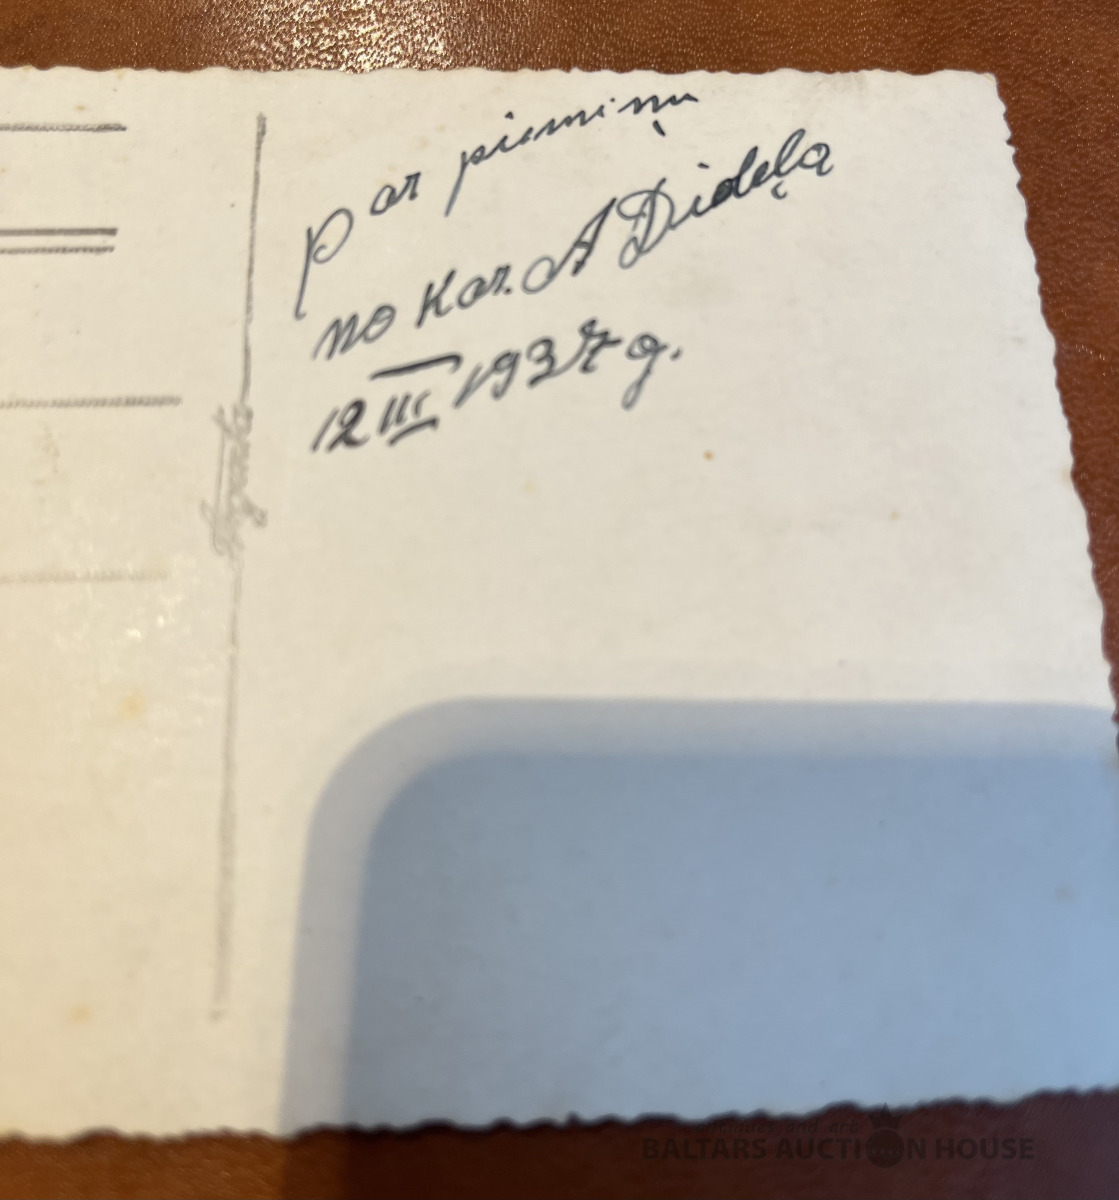 Par piemiņu
no Kar. A Dideļa
12 III 1937 g.
BALTARS AUCTION HOUSE